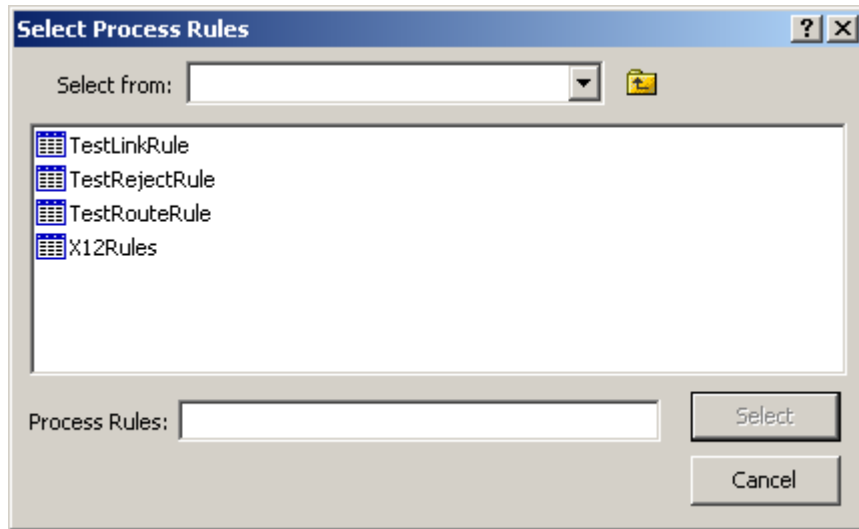 Select Process Rules
Select from:
TestLinkRule
TestRejectRule
TestRouteRule
X12Rules
Process Rules:
Select
Cancel